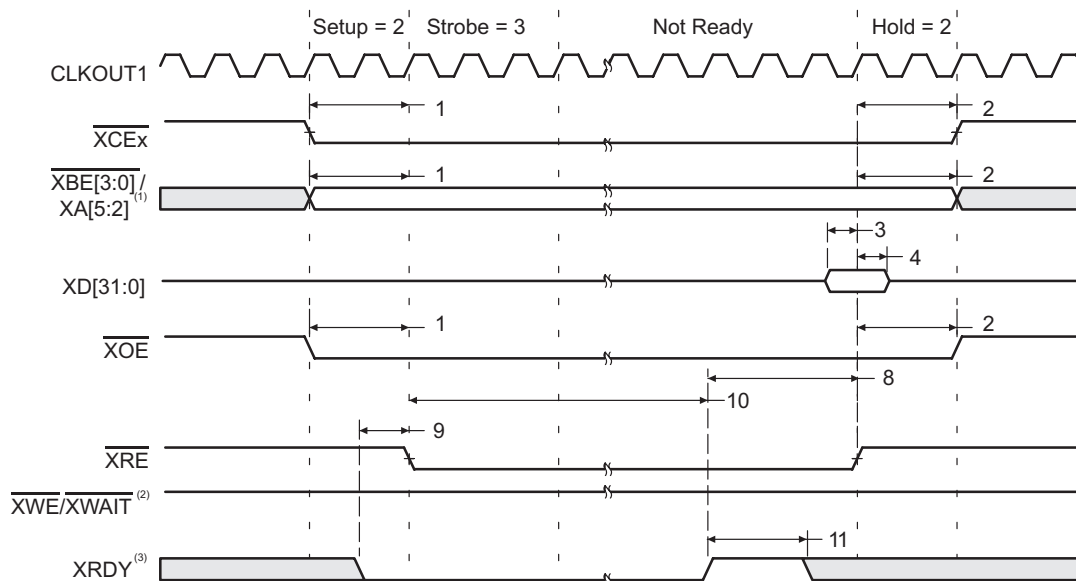 Setup = 2 Strobe = 3 Not Ready Hold = 2
CLKOUT1
1 2
XCEx
XBE[3:0]/ 1 2
XA[5:2] (1)
3
4
XD[31:0]
1 2
XOE
8
10
9
XRE
XWE/XWAIT (2)
11
XRDY (3)